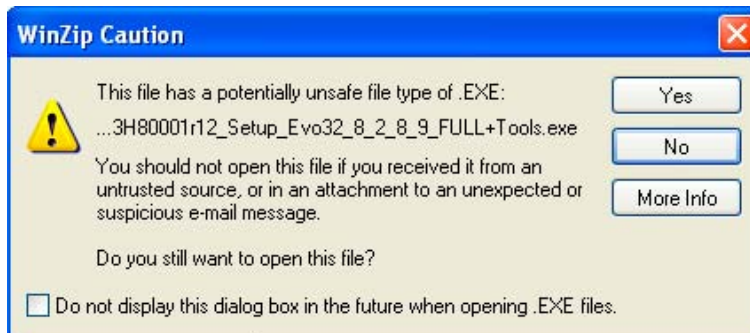 WinZip Caution
This file has a potentially unsafe file type of .EXE:
...3H80001r12_Setup_Evo32_8_2_8_9_FULL+Tools.exe
You should not open this file if you received it from an
untrusted source, or in an attachment to an unexpected or
suspicious e-mail message.
Do you still want to open this file?
Yes
No
More Info
Do not display this dialog box in the future when opening .EXE files.